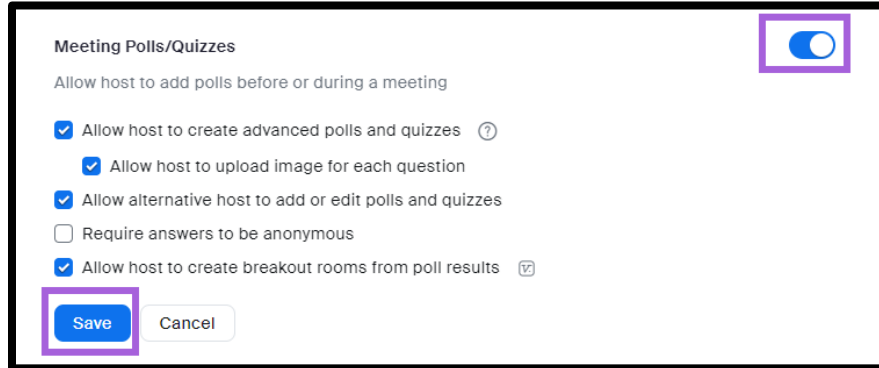 Meeting Polls/Quizzes
Allow host to add polls before or during a meeting
Allow host to create advanced polls and quizzes ?
Allow host to upload image for each question
Allow alternative host to add or edit polls and quizzes
Require answers to be anonymous
Allow host to create breakout rooms from poll results
Save Cancel